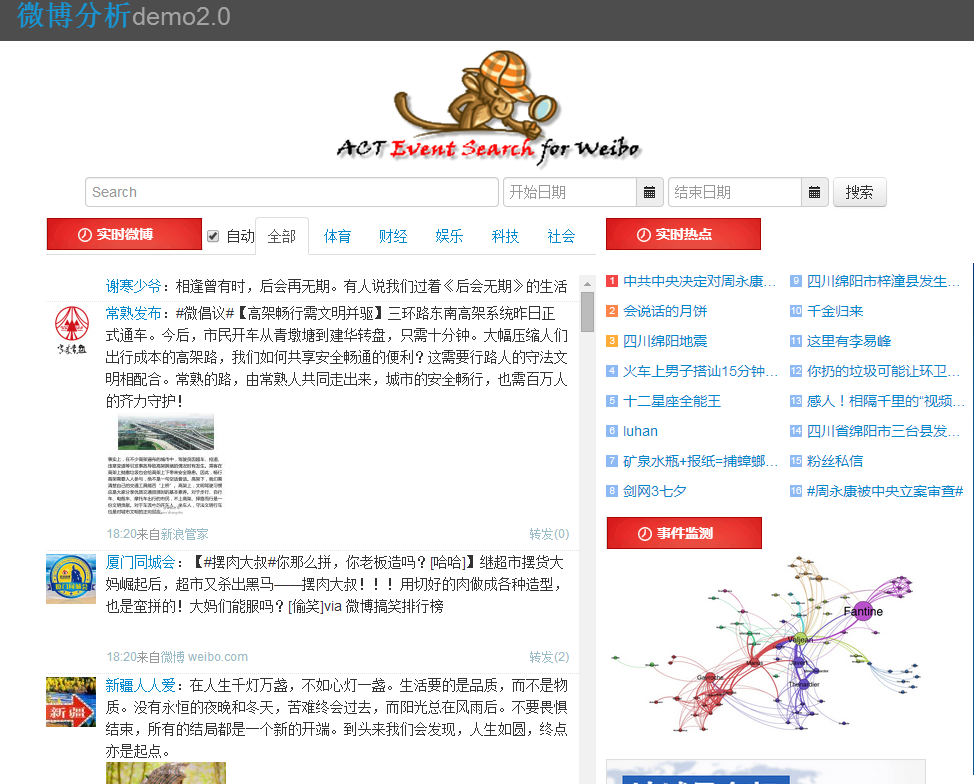 微博分析demo2.0
ACT Event Search for Weibo
Search
开始日期
结束日期
搜索
实时微博
自动
全部
体育
财经
娱乐
科技
社会
谢寒少爷：相逢曾有时，后会再无期。有人说我们过着《后会无期》的生活
常熟发布：#微倡议#【高架畅行需文明并驱】三环路东南高架系统昨日正
式通车。今后，市民开车从青墩塘到建华转盘，只需十分钟。大幅压缩人们
出行成本的高架路，我们如何共享安全畅通的便利？这需要行路人的守法文
明相配合。常熟的路，由常熟人共同走出来，城市的安全畅行，也需百万人
的齐力守护！
18:20来自新浪管家
转发(0)
厦门同城会：【#摆肉大叔#你那么拼，你老板造吗？[哈哈]】继超市摆货大
妈崛起后，超市又杀出黑马——摆肉大叔！！！用切好的肉做成各种造型，
也是蛮拼的！大妈们能服吗？[偷笑]via 微博搞笑排行榜
18:20来自微博 weibo.com
转发(2)
新疆
新疆人人爱：在人生千灯万盏，不如心灯一盏。生活要的是品质，而不是物
质。没有永恒的夜晚和冬天，苦难终会过去，而阳光总在风雨后。不要畏惧
结束，所有的结局都是一个新的开端。到头来我们会发现，人生如圆，终点
亦是起点。
实时热点
1 中共中央决定对周永康...
2 会说话的月饼
3 四川绵阳地震
4 火车上男子搭讪15分钟...
5 十二星座全能王
6 luhan
7 矿泉水瓶+报纸=捕蟑螂...
8 剑网3七夕
9 四川绵阳市梓潼县发生...
10 千金归来
11 这里有李易峰
12 你扔的垃圾可能让环卫...
13 感人！相隔千里的“视频...
14 四川省绵阳市三台县发...
15 粉丝私信
16 #周永康被中央立案审查#
事件监测
Fantine
Valjean
Marius
Javert
Gavroche
Thenardier